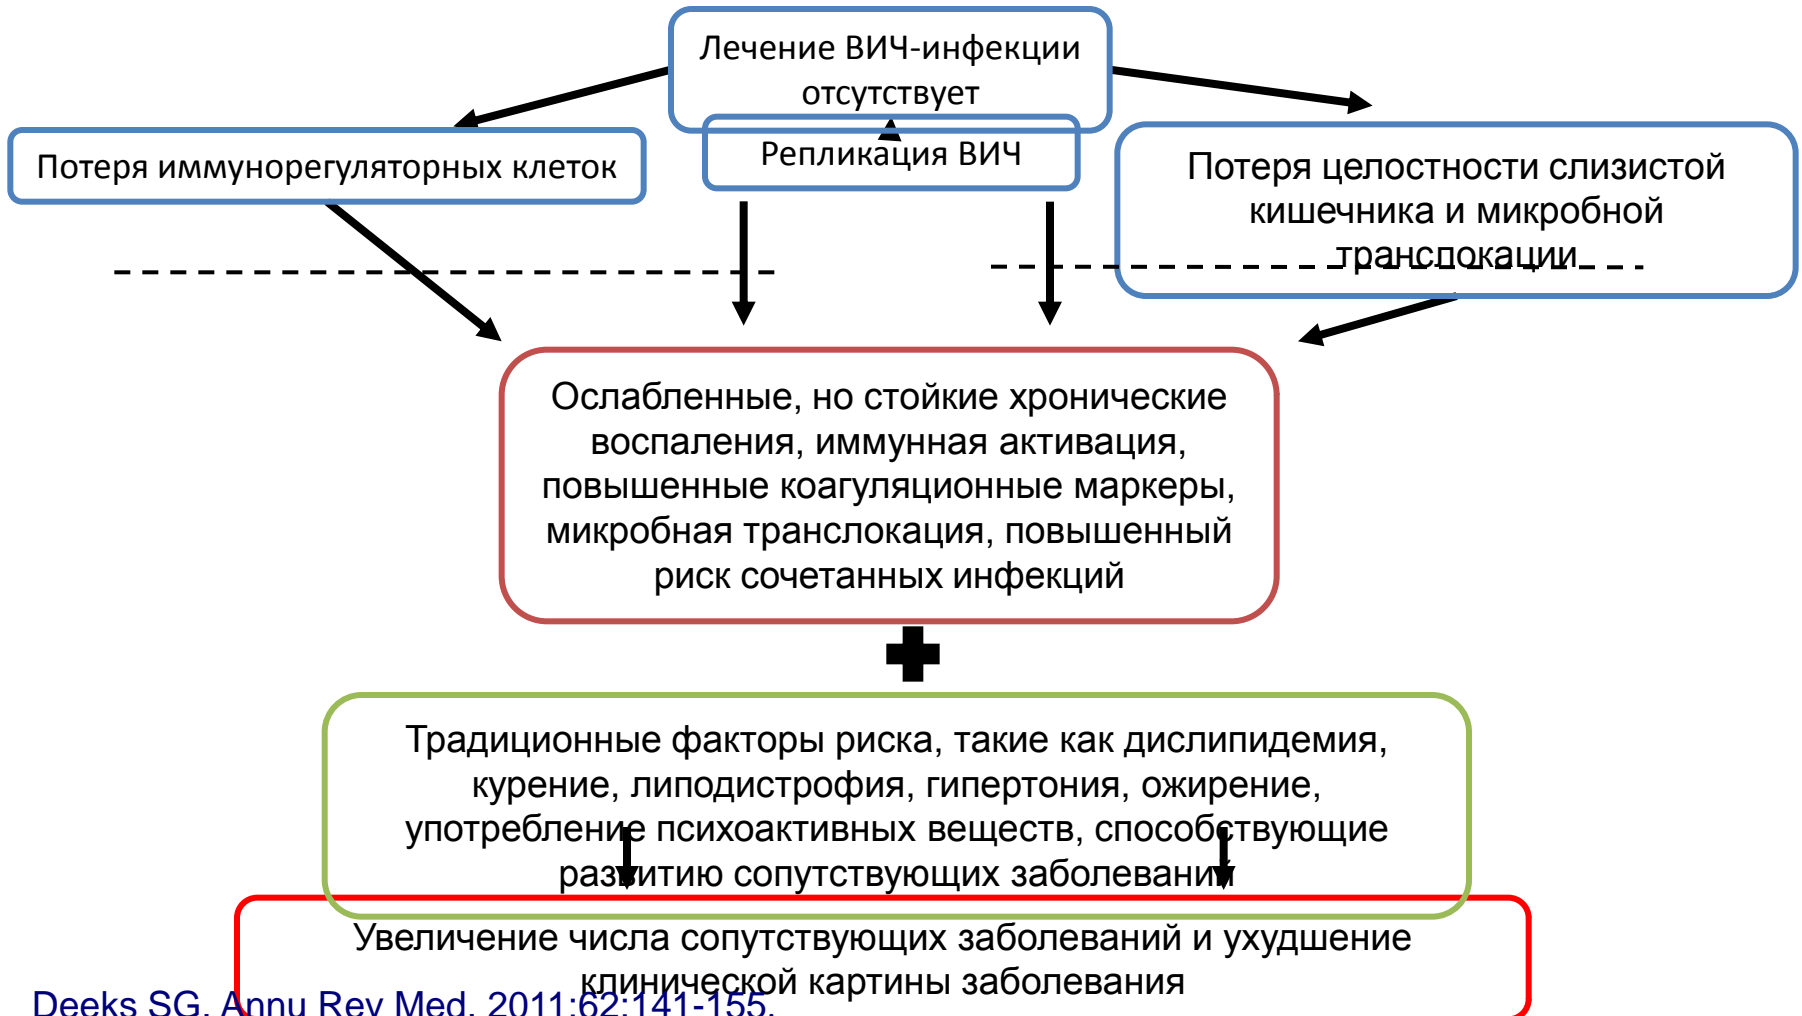 Лечение ВИЧ-инфекции
отсутствует
Потеря иммунорегуляторных клеток
Репликация ВИЧ
Потеря целостности слизистой
кишечника и микробной
транслокации
Ослабленные, но стойкие хронические
воспаления, иммунная активация,
повышенные коагуляционные маркеры,
микробная транслокация, повышенный
риск сочетанных инфекций
Традиционные факторы риска, такие как дислипидемия,
курение, липодистрофия, гипертония, ожирение,
употребление психоактивных веществ, способствующие
развитию сопутствующих заболеваний
Увеличение числа сопутствующих заболеваний и ухудшение
клинической картины заболевания
Deeks SG. Annu Rev Med. 2011;62:141-155.